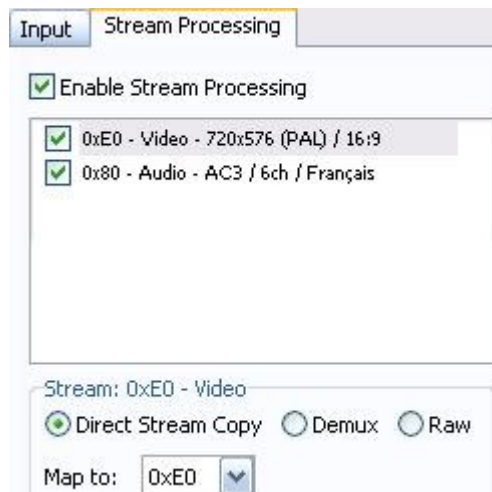 Input Stream Processing
Enable Stream Processing
0xE0 - Video - 720x576 (PAL) / 16:9
0x80 - Audio - AC3 / 6ch / Français
Stream: 0xE0 - Video
Direct Stream Copy Demux Raw
Map to: 0xE0